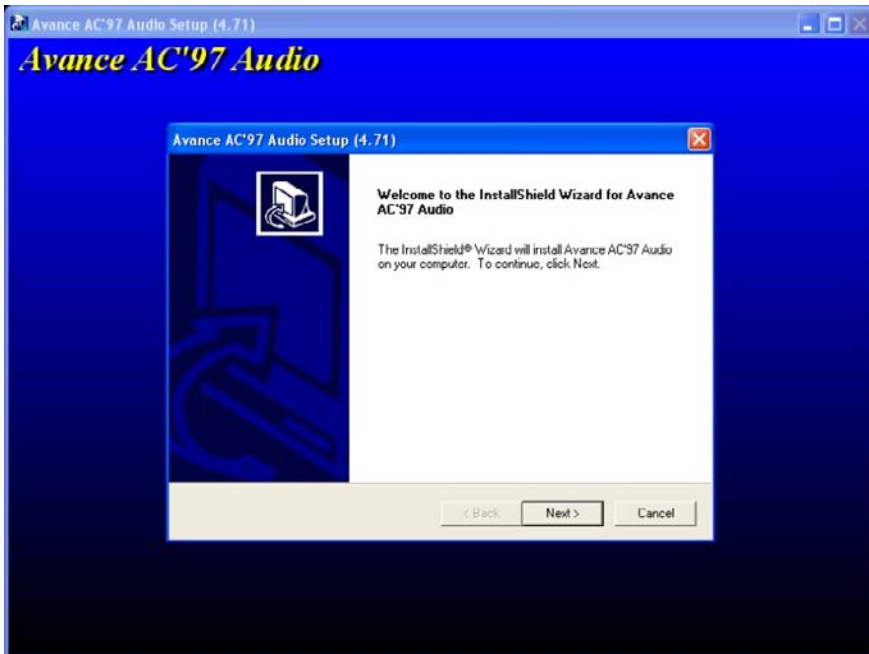 Avance AC'97 Audio Setup (4.71)
Avance AC'97 Audio
Avance AC'97 Audio Setup (4.71)
Welcome to the InstallShield Wizard for Avance
AC'97 Audio
The InstallShield® Wizard will install Avance AC'97 Audio
on your computer. To continue, click Next.
< Back Next > Cancel